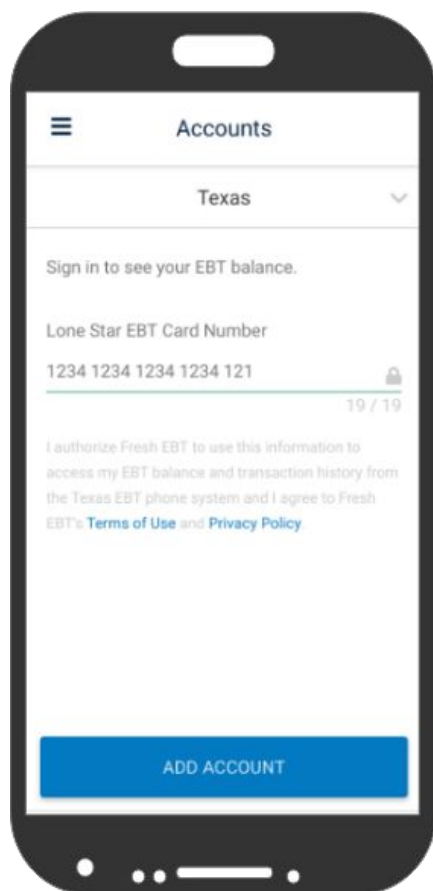 Accounts
Texas
Sign in to see your EBT balance.
Lone Star EBT Card Number
1234 1234 1234 1234 121
19 / 19
I authorize Fresh EBT to use this information to
access my EBT balance and transaction history from
the Texas EBT phone system and I agree to Fresh
EBT's Terms of Use and Privacy Policy.
ADD ACCOUNT